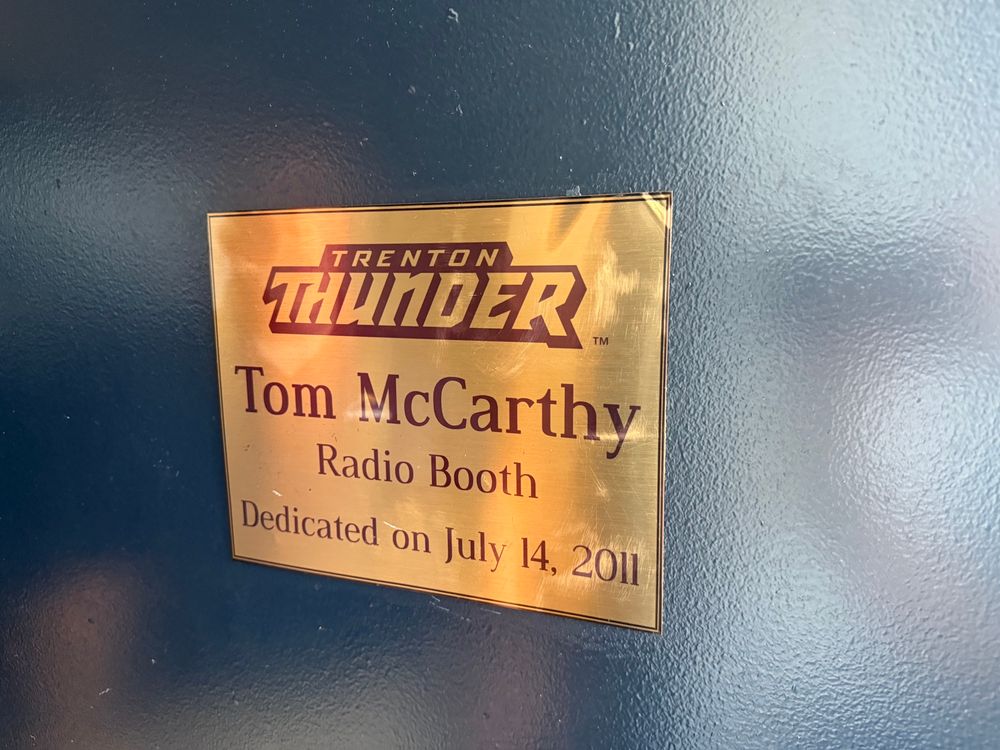 TRENTON
THUNDER
TM
Tom McCarthy
Radio Booth
Dedicated on July 14, 2011